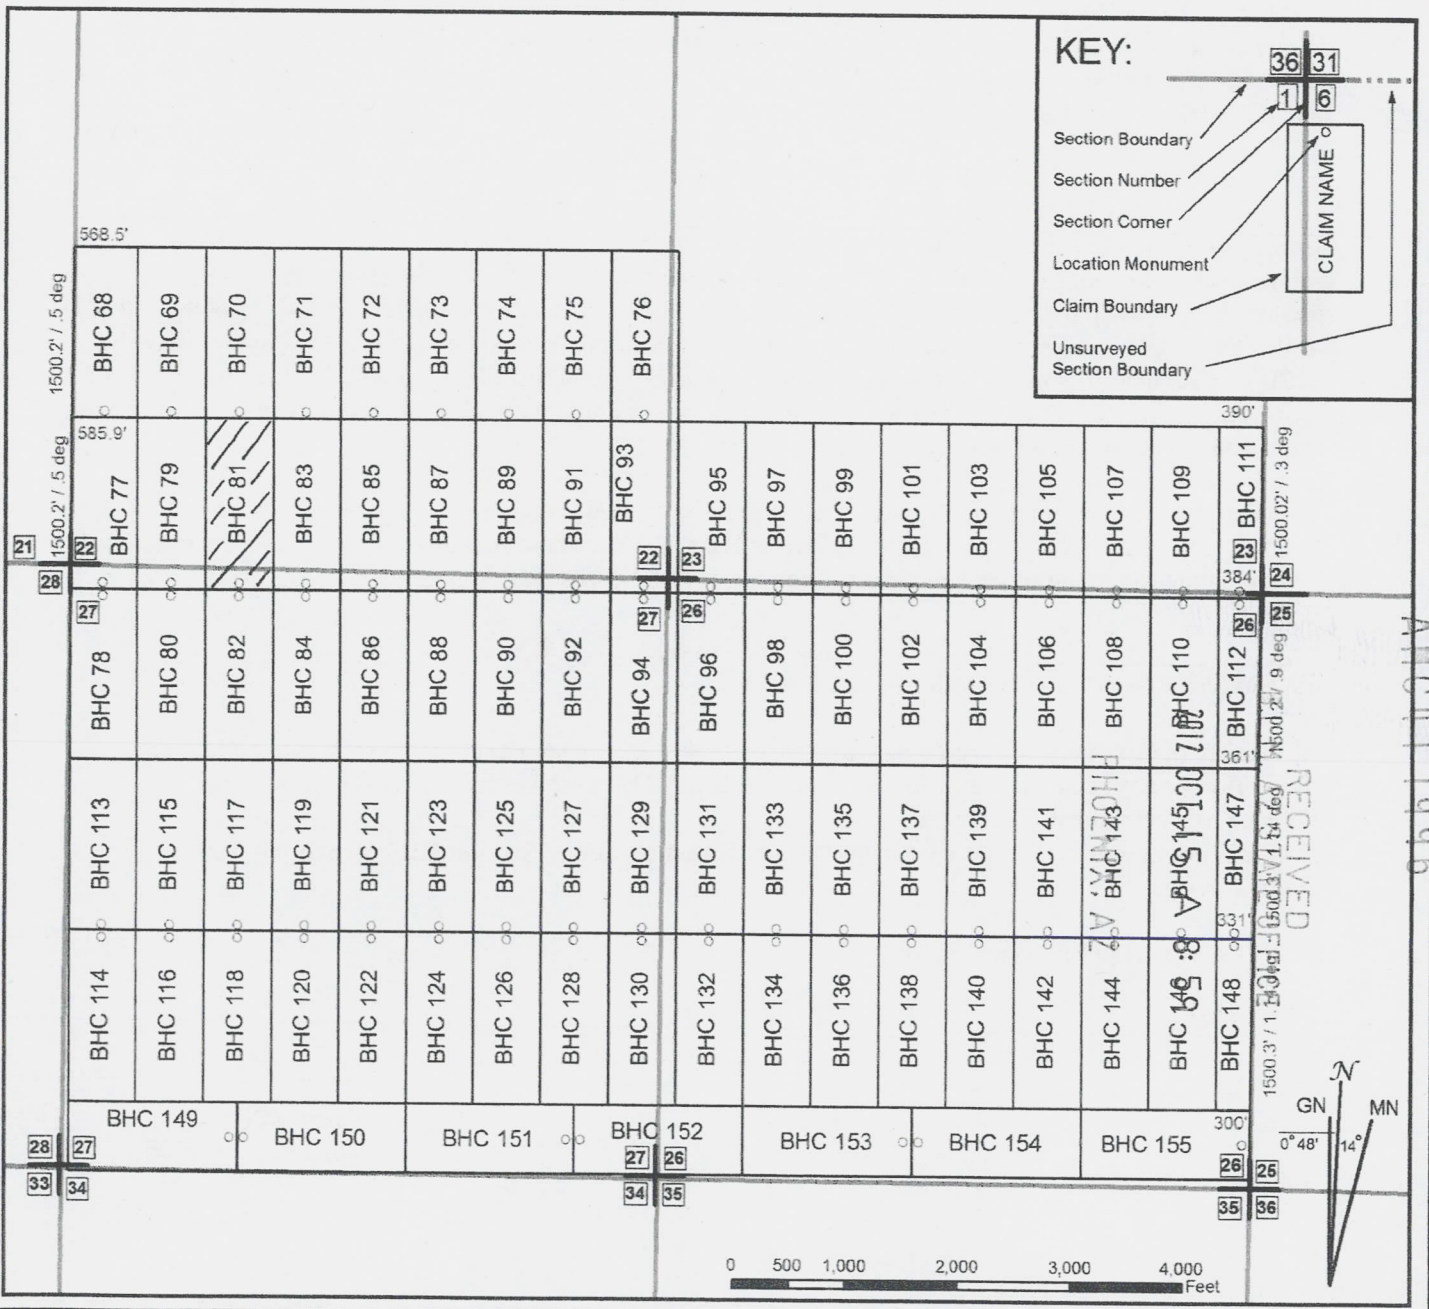 KEY:
36 31
1 6
Section Boundary
Section Number
Section Corner
Location Monument
Claim Boundary
Unsurveyed
Section Boundary
CLAIM NAME
568.5'
1500.2' / .5 deg
BHC 68
BHC 69
BHC 70
BHC 71
BHC 72
BHC 73
BHC 74
BHC 75
BHC 76
390'
585.9'
1500.2' / .5 deg
BHC 77
BHC 79
BHC 81
BHC 83
BHC 85
BHC 87
BHC 89
BHC 91
BHC 93
BHC 95
BHC 97
BHC 99
BHC 101
BHC 103
BHC 105
BHC 107
BHC 109
BHC 111
1500.02' / .3 deg
21 22
28 27
22 23
27 26
23 24
384'
26 25
BHC 78
BHC 80
BHC 82
BHC 84
BHC 86
BHC 88
BHC 90
BHC 92
BHC 94
BHC 96
BHC 98
BHC 100
BHC 102
BHC 104
BHC 106
BHC 108
BHC 110
BHC 112
1500.2' / .9 deg
361'
BHC 113
BHC 115
BHC 117
BHC 119
BHC 121
BHC 123
BHC 125
BHC 127
BHC 129
BHC 131
BHC 133
BHC 135
BHC 137
BHC 139
BHC 141
BHC 143
BHC 145
BHC 147
331'
BHC 114
BHC 116
BHC 118
BHC 120
BHC 122
BHC 124
BHC 126
BHC 128
BHC 130
BHC 132
BHC 134
BHC 136
BHC 138
BHC 140
BHC 142
BHC 144
BHC 146
BHC 148
RECEIVED
2012 OCT 15 A 8:59
PHOENIX, AZ
BHC 149
BHC 150
BHC 151
BHC 152
BHC 153
BHC 154
BHC 155
300'
28 27
33 34
27 26
34 35
26 25
35 36
N
GN
MN
0°48'
14°
0 500 1,000 2,000 3,000 4,000
Feet